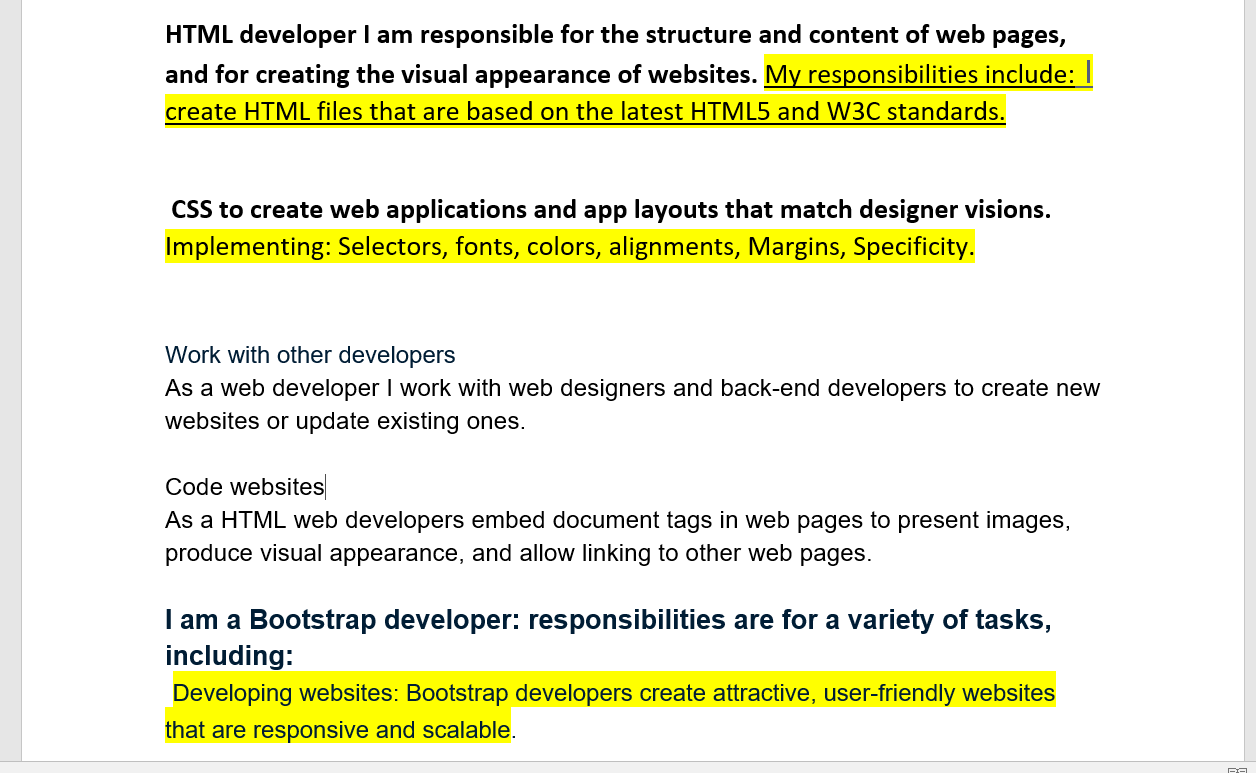 HTML developer I am responsible for the structure and content of web pages,
and for creating the visual appearance of websites. My responsibilities include:
create HTML files that are based on the latest HTML5 and W3C standards.
CSS to create web applications and app layouts that match designer visions.
Implementing: Selectors, fonts, colors, alignments, Margins, Specificity.
Work with other developers
As a web developer I work with web designers and back-end developers to create new
websites or update existing ones.
Code websites
As a HTML web developers embed document tags in web pages to present images,
produce visual appearance, and allow linking to other web pages.
I am a Bootstrap developer: responsibilities are for a variety of tasks,
including:
Developing websites: Bootstrap developers create attractive, user-friendly websites
that are responsive and scalable.